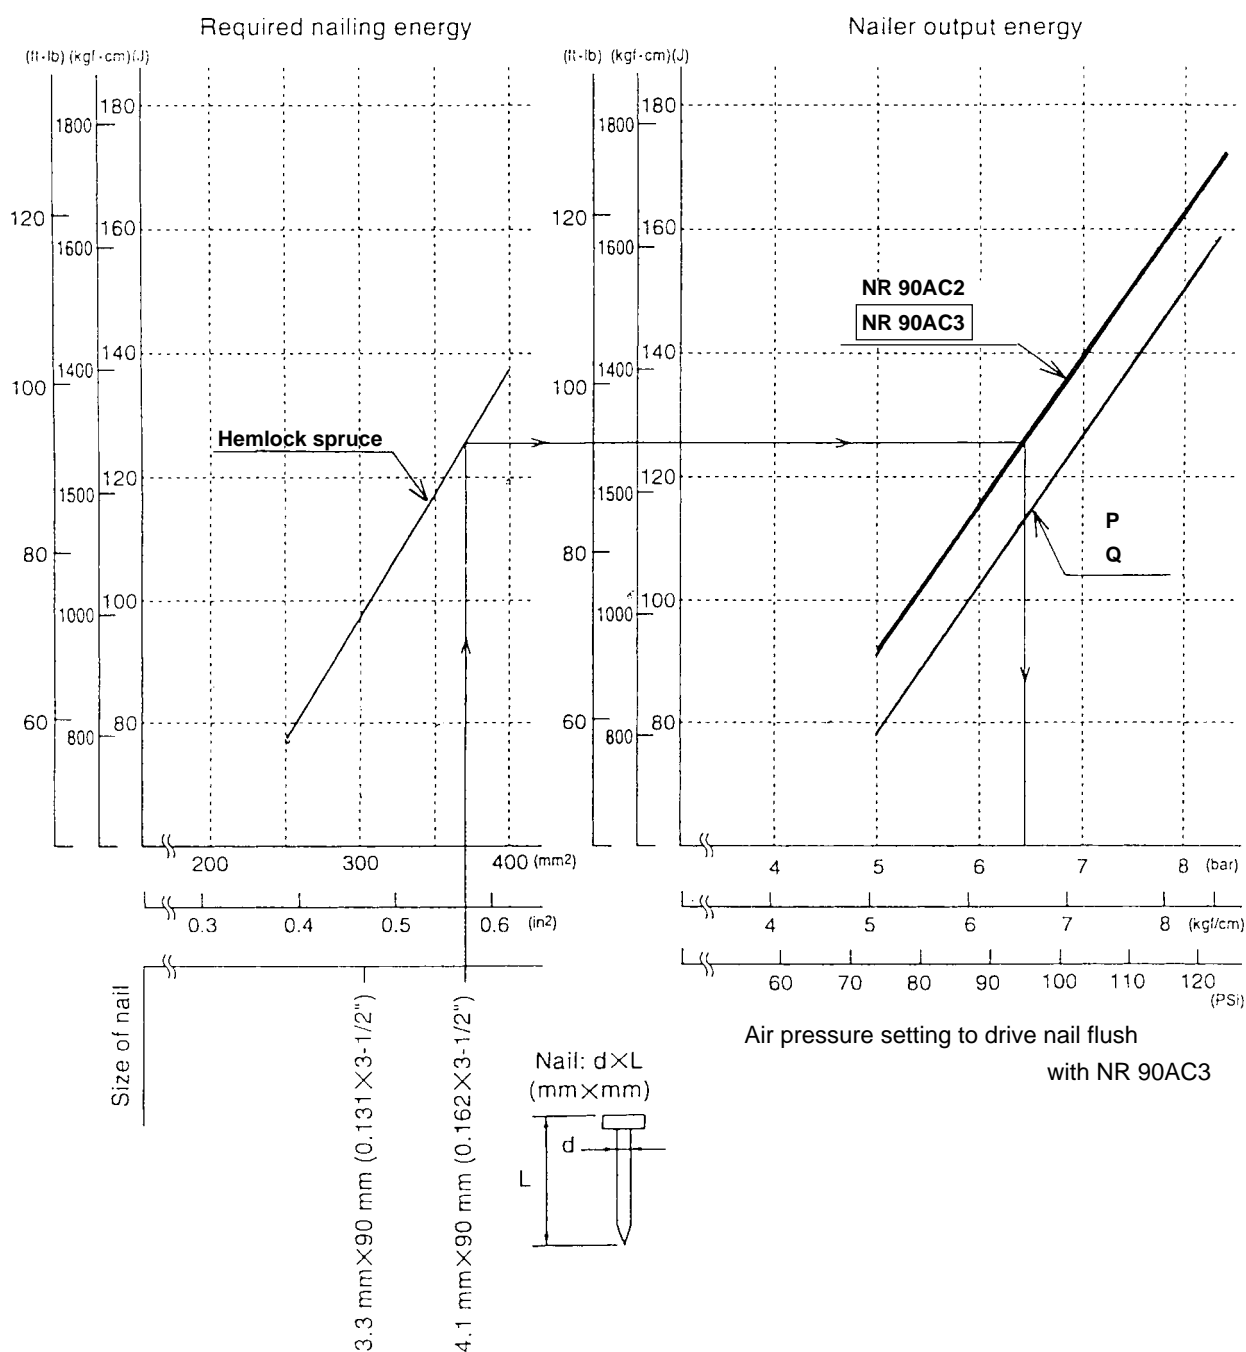 Required nailing energy
(ft-lb) (kgf-cm) (J)
180
160
140
120
100
80
1800
1600
1400
1500
1000
800
120
100
80
60
Hemlock spruce
200 300 400 (mm2)
0.3 0.4 0.5 0.6 (in2)
Size of nail
3.3 mm×90 mm (0.131×3-1/2")
4.1 mm×90 mm (0.162×3-1/2")
Nailer output energy
(ft-lb) (kgf-cm) (J)
180
160
140
120
100
80
1800
1600
1400
1500
1000
800
120
100
80
60
NR 90AC2
NR 90AC3
P
Q
4 5 6 7 8 (bar)
4 5 6 7 8 (kgf/cm)
60 70 80 90 100 110 120
(PSi)
Air pressure setting to drive nail flush
with NR 90AC3
Nail: d×L
(mm×mm)
d
L